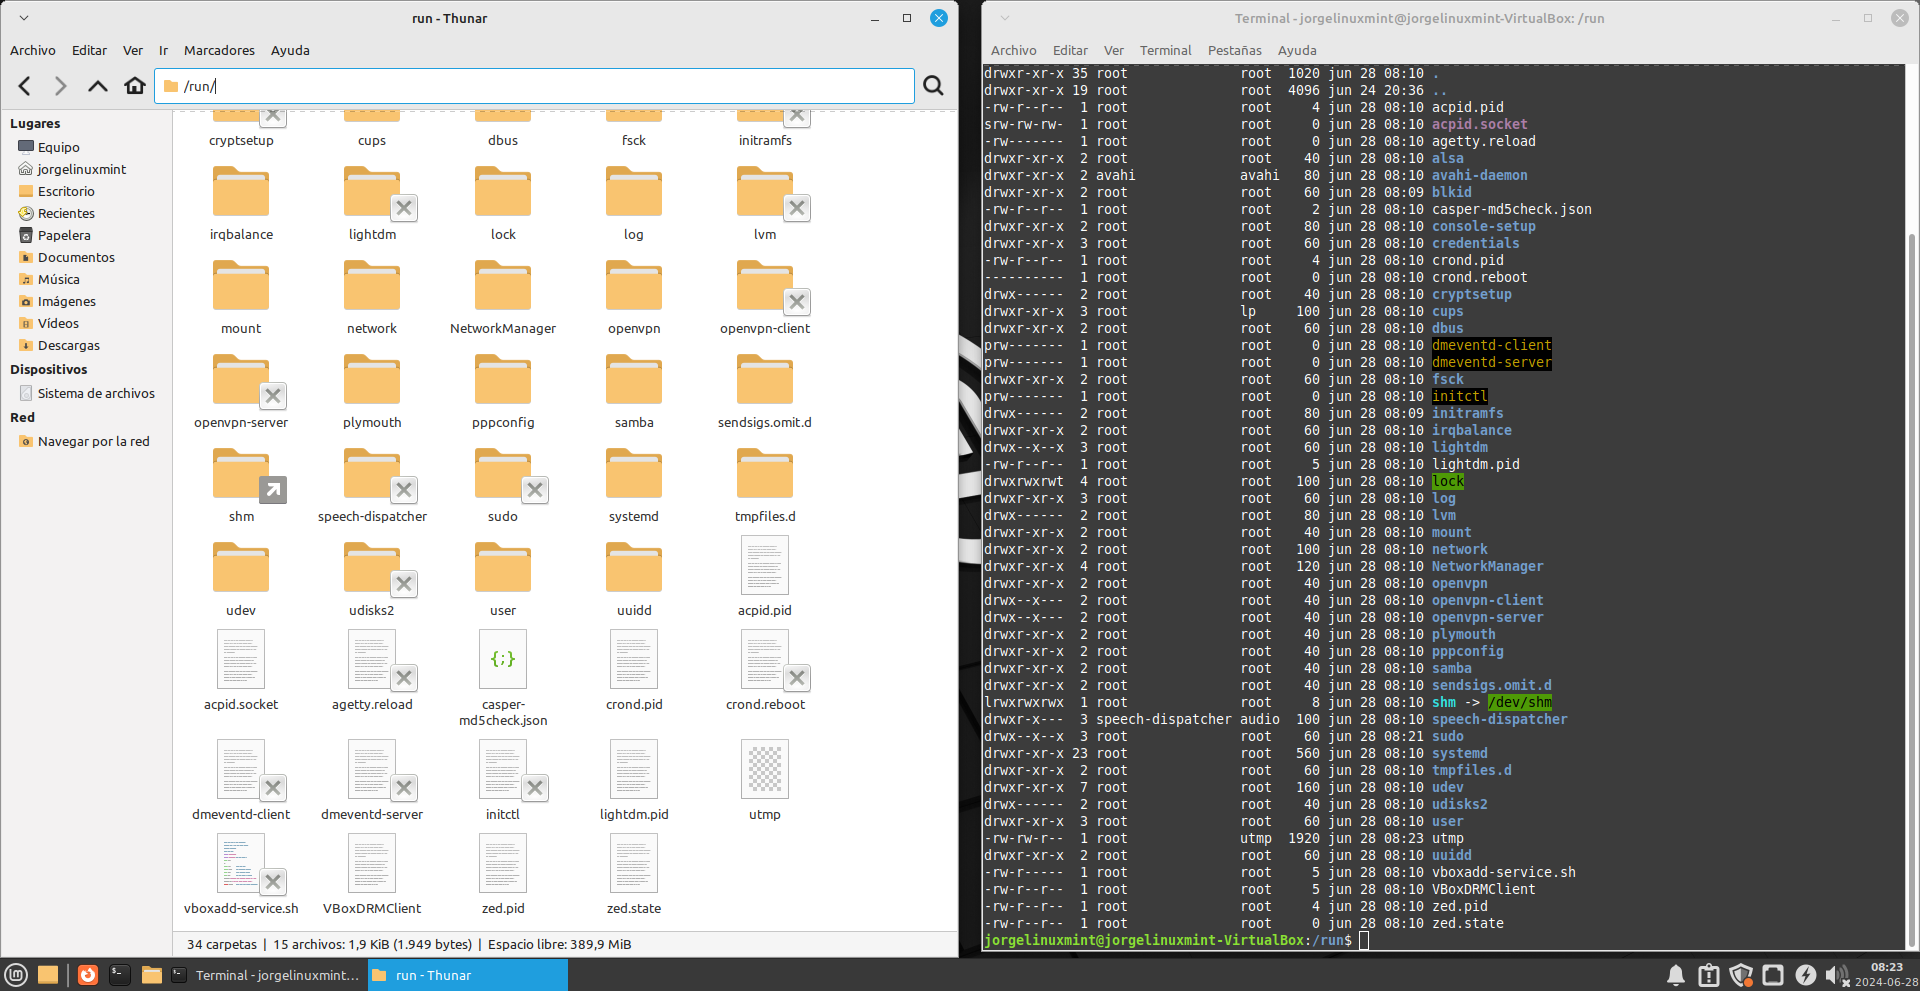 run - Thunar
Archivo Editar Ver Ir Marcadores Ayuda
/run/
Lugares
Equipo
jorgelinuxmint
Escritorio
Recientes
Papelera
Documentos
Música
Imágenes
Vídeos
Descargas
Dispositivos
Sistema de archivos
Red
Navegar por la red
cryptsetup cups dbus fsck initramfs
irqbalance lightdm lock log lvm
mount network NetworkManager openvpn openvpn-client
openvpn-server plymouth pppconfig samba sendsigs.omit.d
shm speech-dispatcher sudo systemd tmpfiles.d
udev udisks2 user uuidd acpid.pid
acpid.socket agetty.reload casper-md5check.json crond.pid crond.reboot
dmeventd-client dmeventd-server initctl lightdm.pid utmp
vboxadd-service.sh VBoxDRMClient zed.pid zed.state
34 carpetas | 15 archivos: 1,9 KiB (1.949 bytes) | Espacio libre: 389,9 MiB
Terminal - jorgelinuxmint@jorgelinuxmint-VirtualBox: /run
Archivo Editar Ver Terminal Pestañas Ayuda
drwxr-xr-x 35 root root 1020 jun 28 08:10 .
drwxr-xr-x 19 root root 4096 jun 24 20:36 ..
-rw-r--r-- 1 root root 4 jun 28 08:10 acpid.pid
srw-rw-rw- 1 root root 0 jun 28 08:10 acpid.socket
-rw------- 1 root root 0 jun 28 08:10 agetty.reload
drwxr-xr-x 2 root root 40 jun 28 08:10 alsa
drwxr-xr-x 2 avahi avahi 80 jun 28 08:10 avahi-daemon
drwxr-xr-x 2 root root 60 jun 28 08:09 blkid
-rw-r--r-- 1 root root 2 jun 28 08:10 casper-md5check.json
drwxr-xr-x 2 root root 80 jun 28 08:10 console-setup
drwxr-xr-x 3 root root 60 jun 28 08:10 credentials
-rw-r--r-- 1 root root 4 jun 28 08:10 crond.pid
---------- 1 root root 0 jun 28 08:10 crond.reboot
drwx------ 2 root root 40 jun 28 08:10 cryptsetup
drwxr-xr-x 3 root lp 100 jun 28 08:10 cups
drwxr-xr-x 2 root root 60 jun 28 08:10 dbus
prw------- 1 root root 0 jun 28 08:10 dmeventd-client
prw------- 1 root root 0 jun 28 08:10 dmeventd-server
drwxr-xr-x 2 root root 60 jun 28 08:10 fsck
prw------- 1 root root 0 jun 28 08:10 initctl
drwx------ 2 root root 80 jun 28 08:09 initramfs
drwxr-xr-x 2 root root 60 jun 28 08:10 irqbalance
drwx--x--x 3 root root 60 jun 28 08:10 lightdm
-rw-r--r-- 1 root root 5 jun 28 08:10 lightdm.pid
drwxrwxrwt 4 root root 100 jun 28 08:10 lock
drwxr-xr-x 3 root root 60 jun 28 08:10 log
drwx------ 2 root root 80 jun 28 08:10 lvm
drwxr-xr-x 2 root root 40 jun 28 08:10 mount
drwxr-xr-x 2 root root 100 jun 28 08:10 network
drwxr-xr-x 4 root root 120 jun 28 08:10 NetworkManager
drwxr-xr-x 2 root root 40 jun 28 08:10 openvpn
drwx--x--- 2 root root 40 jun 28 08:10 openvpn-client
drwx--x--- 2 root root 40 jun 28 08:10 openvpn-server
drwxr-xr-x 2 root root 40 jun 28 08:10 plymouth
drwxr-xr-x 2 root root 40 jun 28 08:10 pppconfig
drwxr-xr-x 2 root root 40 jun 28 08:10 samba
drwxr-xr-x 2 root root 40 jun 28 08:10 sendsigs.omit.d
lrwxrwxrwx 1 root root 8 jun 28 08:10 shm -> /dev/shm
drwxr-x--- 3 speech-dispatcher audio 100 jun 28 08:10 speech-dispatcher
drwx--x--x 3 root root 60 jun 28 08:21 sudo
drwxr-xr-x 23 root root 560 jun 28 08:10 systemd
drwxr-xr-x 2 root root 60 jun 28 08:10 tmpfiles.d
drwxr-xr-x 7 root root 160 jun 28 08:10 udev
drwx------ 2 root root 40 jun 28 08:10 udisks2
drwxr-xr-x 3 root root 60 jun 28 08:10 user
-rw-rw-r-- 1 root utmp 1920 jun 28 08:23 utmp
drwxr-xr-x 2 root root 60 jun 28 08:10 uuidd
-rw-r----- 1 root root 5 jun 28 08:10 vboxadd-service.sh
-rw-r--r-- 1 root root 5 jun 28 08:10 VBoxDRMClient
-rw-r--r-- 1 root root 4 jun 28 08:10 zed.pid
-rw-r--r-- 1 root root 0 jun 28 08:10 zed.state
jorgelinuxmint@jorgelinuxmint-VirtualBox:/run$
Terminal - jorgelinuxmint... run - Thunar
08:23
2024-06-28